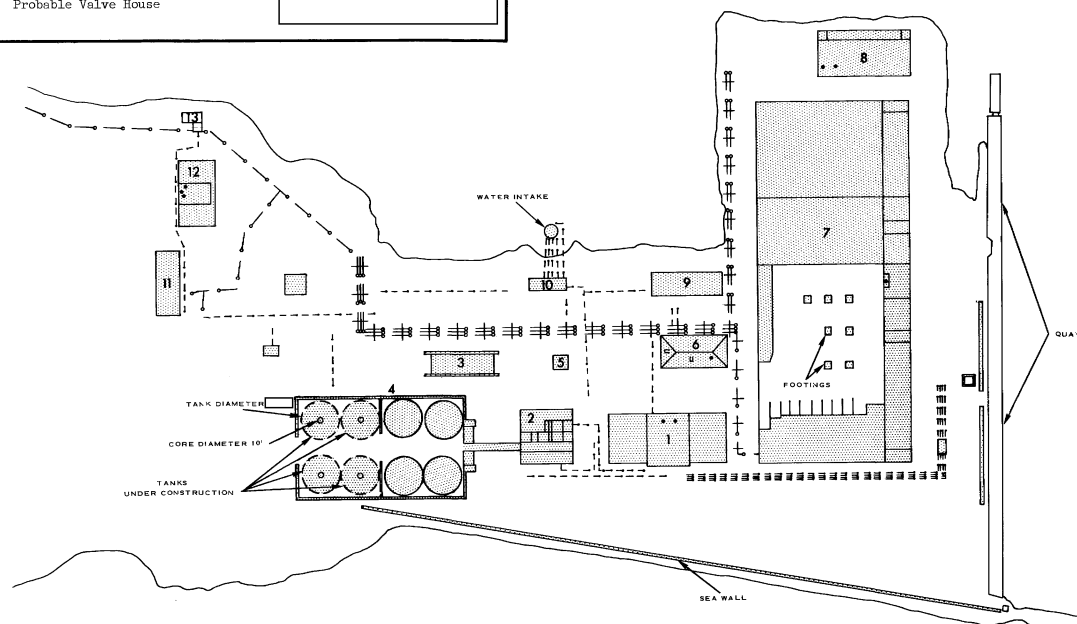 Probable Valve House
8
13
12
WATER INTAKE
7
11
10
9
6
n
u
3
5
FOOTINGS
QUA
4
TANK DIAMETER
2
1
CORE DIAMETER 10'
TANKS
UNDER CONSTRUCTION
SEA WALL